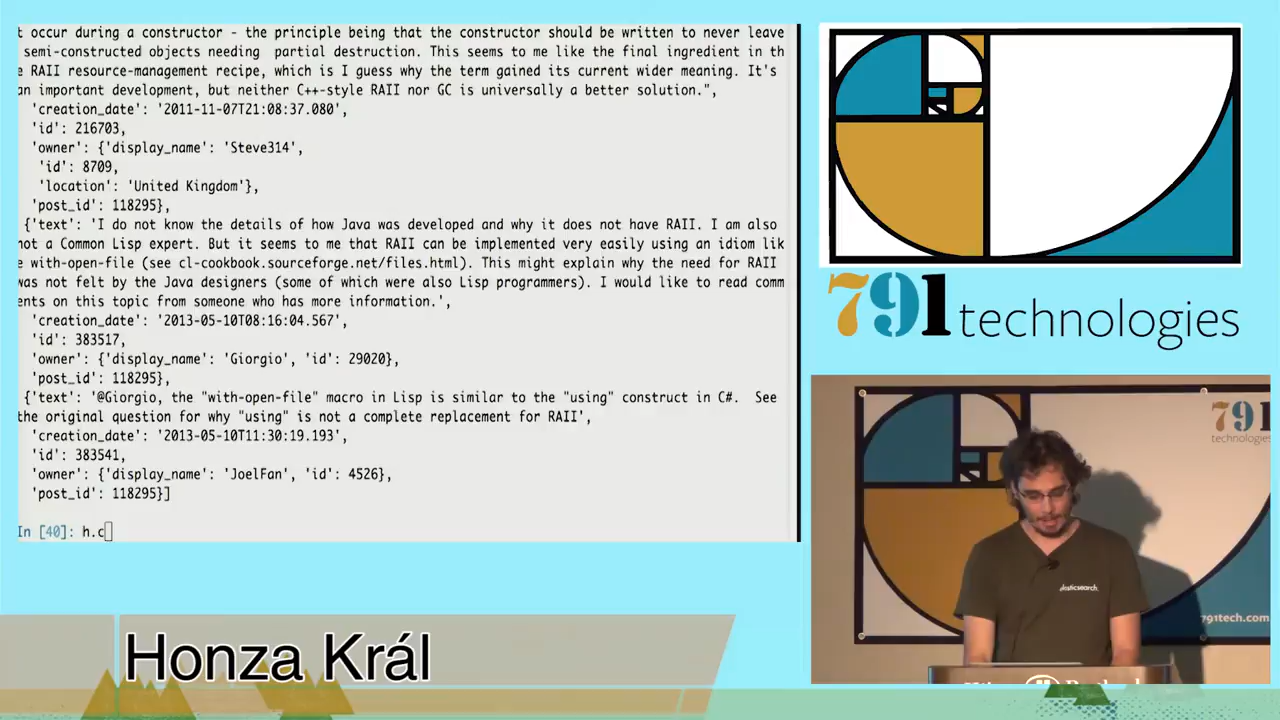 t occur during a constructor - the principle being that the constructor should be written to never leave
semi-constructed objects needing  partial destruction. This seems to me like the final ingredient in th
e RAII resource-management recipe, which is I guess why the term gained its current wider meaning. It's
an important development, but neither C++-style RAII nor GC is universally a better solution.",
'creation_date': '2011-11-07T21:08:37.080',
'id': 216703,
'owner': {'display_name': 'Steve314',
'id': 8709,
'location': 'United Kingdom'},
'post_id': 118295},
{'text': 'I do not know the details of how Java was developed and why it does not have RAII. I am also
not a Common Lisp expert. But it seems to me that RAII can be implemented very easily using an idiom lik
e with-open-file (see cl-cookbook.sourceforge.net/files.html). This might explain why the need for RAII
was not felt by the Java designers (some of which were also Lisp programmers). I would like to read comm
ents on this topic from someone who has more information.',
'creation_date': '2013-05-10T08:16:04.567',
'id': 383517,
'owner': {'display_name': 'Giorgio', 'id': 29020},
'post_id': 118295},
{'text': '@Giorgio, the "with-open-file" macro in Lisp is similar to the "using" construct in C#.  See
the original question for why "using" is not a complete replacement for RAII',
'creation_date': '2013-05-10T11:30:19.193',
'id': 383541,
'owner': {'display_name': 'JoelFan', 'id': 4526},
'post_id': 118295}]
In [40]: h.c
791 technologies
791
technologies
elasticsearch.
791tech.com
Honza Král